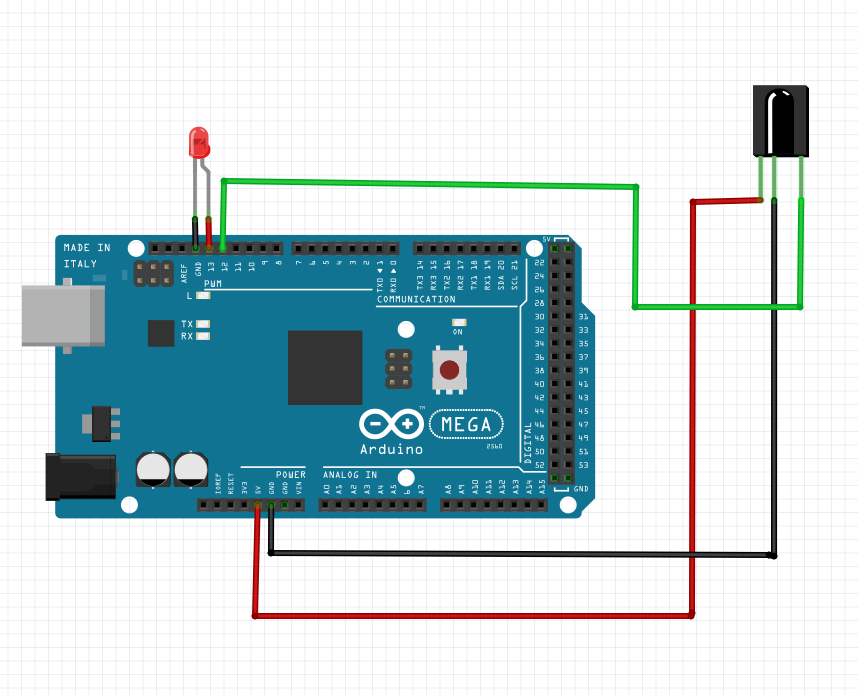 MADE IN
ITALY
AREF
GND
13
12
11
10
9
8
7
6
5
4
3
2
TX0 ◄ 1
RX0 ► 0
TX3 14
RX3 15
TX2 16
RX2 17
TX1 18
RX1 19
SDA 20
SCL 21
PWM
COMMUNICATION
5V
22
24
26
28
30 31
32 33
34 35
36 37
38 39
40 41
42 43
44 45
46 47
48 49
50 51
52 53
GND
DIGITAL
L
TX
RX
ON
TM
MEGA
Arduino
2560
POWER
ANALOG IN
IOREF
RESET
3V3
5V
GND
GND
VIN
A0
A1
A2
A3
A4
A5
6
A7
A8
A9
A10
A11
A12
A13
A14
A15